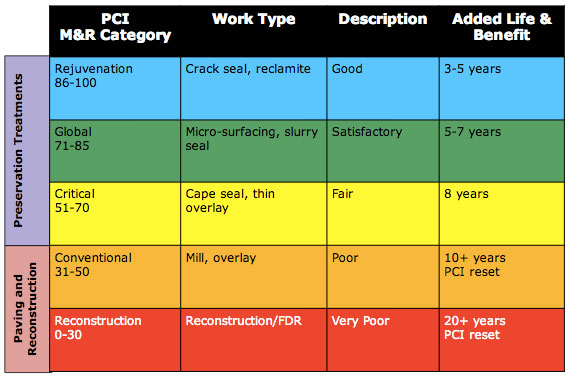 PCI
M&R Category
Work Type
Description
Added Life &
Benefit
Preservation Treatments
Rejuvenation
86-100
Crack seal, reclamite
Good
3-5 years
Global
71-85
Micro-surfacing, slurry
seal
Satisfactory
5-7 years
Critical
51-70
Cape seal, thin
overlay
Fair
8 years
Paving and
Reconstruction
Conventional
31-50
Mill, overlay
Poor
10+ years
PCI reset
Reconstruction
0-30
Reconstruction/FDR
Very Poor
20+ years
PCI reset